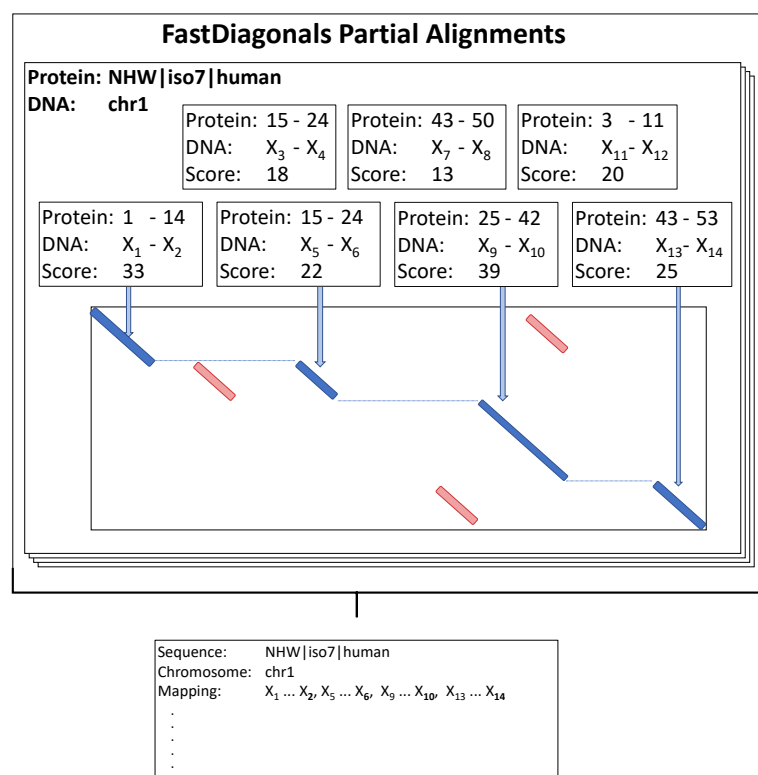 FastDiagonals Partial Alignments
Protein: NHW|iso7|human
DNA: chr1
Protein: 15 - 24
DNA: X₃ - X₄
Score: 18
Protein: 43 - 50
DNA: X₇ - X₈
Score: 13
Protein: 3 - 11
DNA: X₁₁- X₁₂
Score: 20
Protein: 1 - 14
DNA: X₁ - X₂
Score: 33
Protein: 15 - 24
DNA: X₅ - X₆
Score: 22
Protein: 25 - 42
DNA: X₉ - X₁₀
Score: 39
Protein: 43 - 53
DNA: X₁₃- X₁₄
Score: 25
Sequence: NHW|iso7|human
Chromosome: chr1
Mapping: X₁ ... X₂, X₅ ... X₆, X₉ ... X₁₀, X₁₃ ... X₁₄
.
.
.
.
.